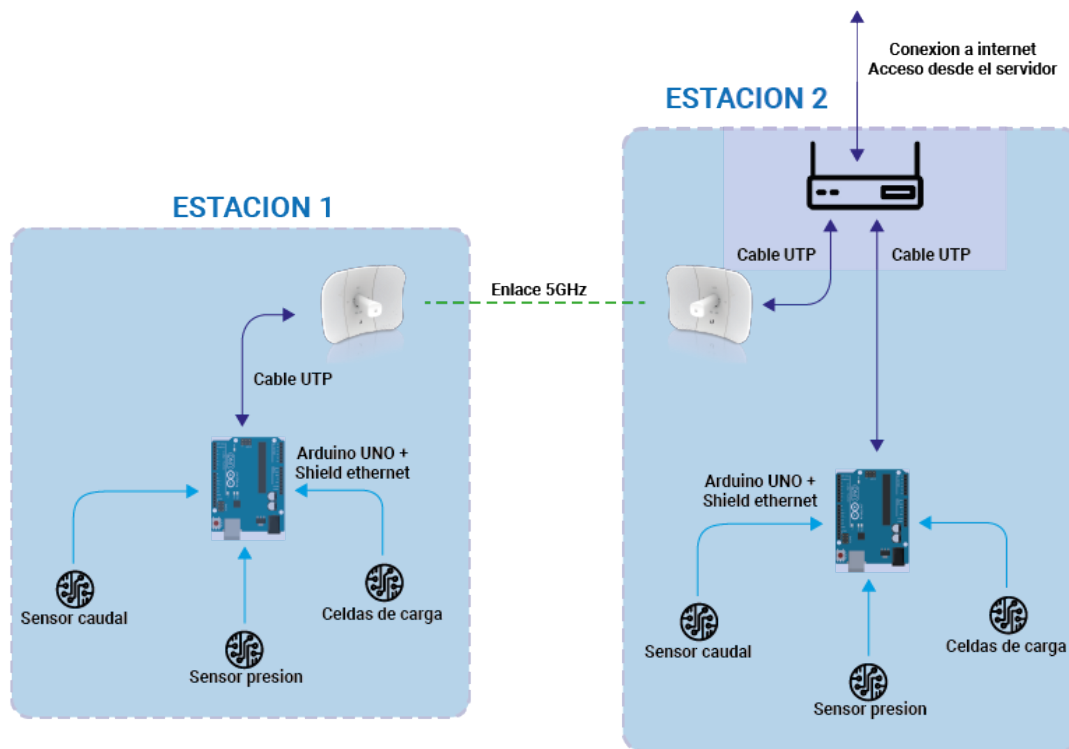 Conexion a internet
Acceso desde el servidor
ESTACION 2
ESTACION 1
Cable UTP
Cable UTP
Enlace 5GHz
Cable UTP
Arduino UNO +
Shield ethernet
Arduino UNO +
Shield ethernet
Sensor caudal
Celdas de carga
Sensor presion
Sensor caudal
Celdas de carga
Sensor presion